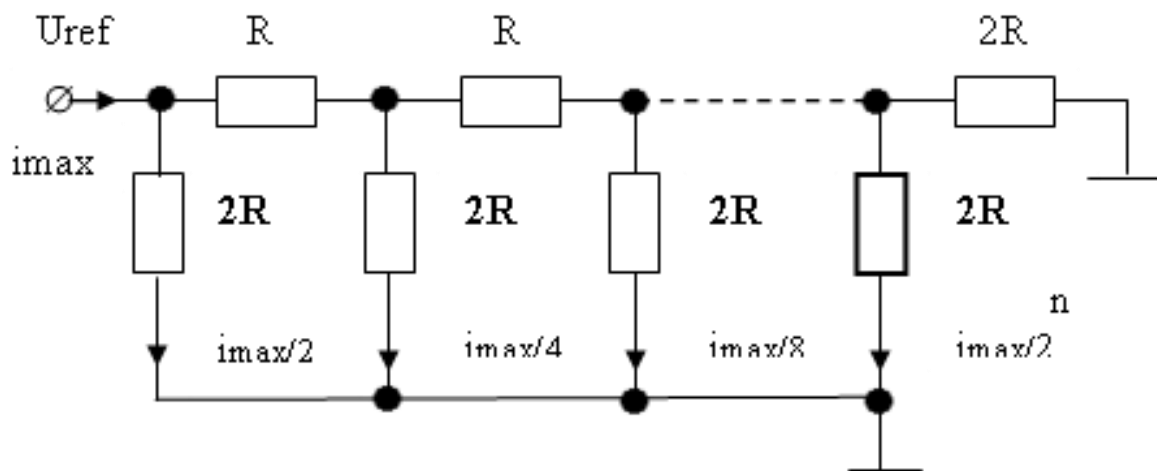 Uref R R 2R
imax
2R 2R 2R 2R
n
imax/2 imax/4 imax/8 imax/2